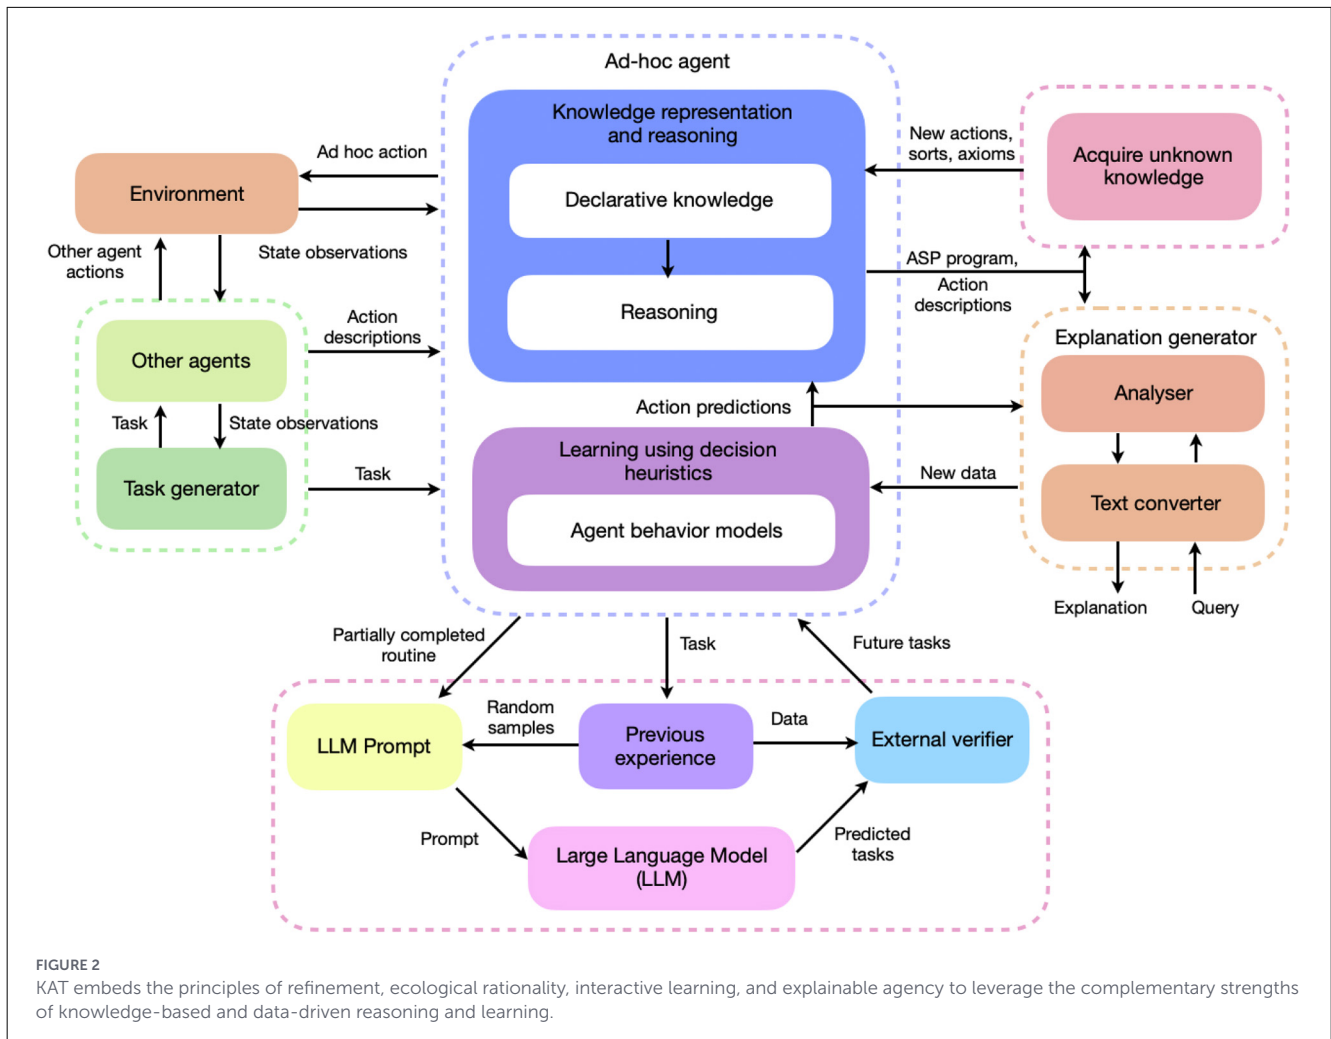 Ad-hoc agent
Knowledge representation
and reasoning
Declarative knowledge
Reasoning
Ad hoc action
Environment
Other agent
actions
State observations
Action
descriptions
Other agents
Task
State observations
Task generator
Task
New actions,
sorts, axioms
Acquire unknown
knowledge
ASP program,
Action
descriptions
Explanation generator
Analyser
Text converter
Explanation
Query
Action predictions
New data
Learning using decision
heuristics
Agent behavior models
Partially completed
routine
Task
Future tasks
LLM Prompt
Random
samples
Previous
experience
Data
External verifier
Prompt
Large Language Model
(LLM)
Predicted
tasks
FIGURE 2
KAT embeds the principles of refinement, ecological rationality, interactive learning, and explainable agency to leverage the complementary strengths
of knowledge-based and data-driven reasoning and learning.